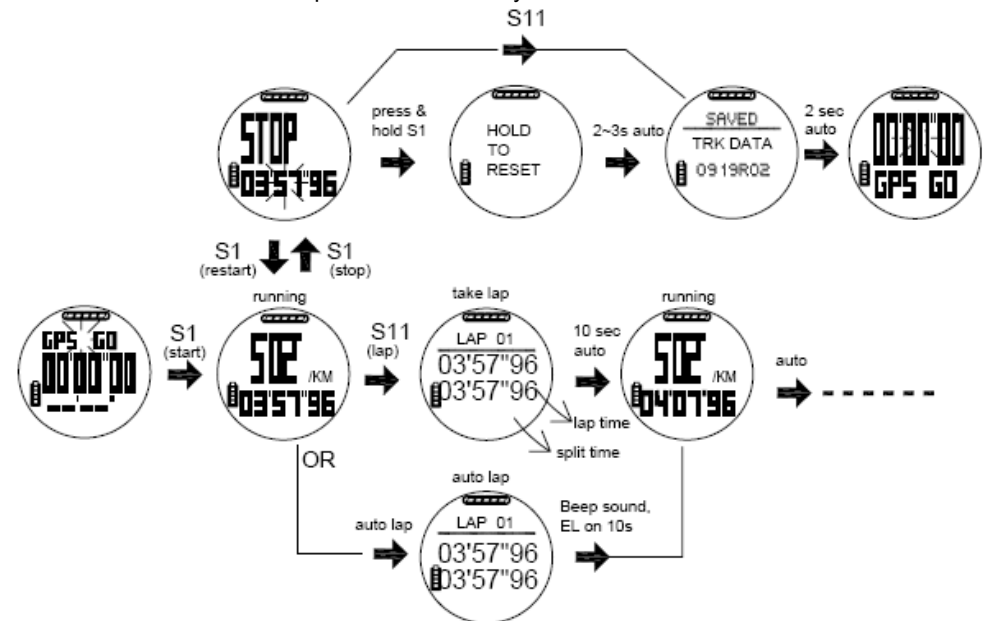 S11
STOP
03'57"96
press &
hold S1
HOLD
TO
RESET
2~3s auto
SAVED
TRK DATA
0919R02
2 sec
auto
00'00"00
GPS GO
S1
(restart)
S1
(stop)
GPS GO
00'00'00
--'--'
S1
(start)
running
/KM
03'57"96
S11
(lap)
take lap
LAP 01
03'57"96
03'57"96
lap time
split time
10 sec
auto
running
/KM
04'07"96
auto
OR
auto lap
auto lap
LAP 01
03'57"96
03'57"96
Beep sound,
EL on 10s